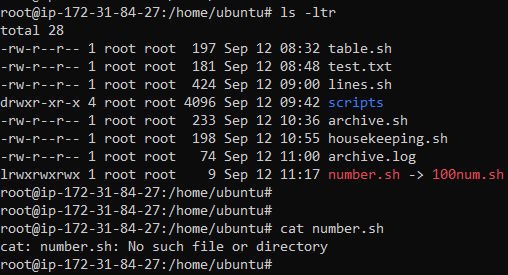 root@ip-172-31-84-27:/home/ubuntu# ls -ltr
total 28
-rw-r--r-- 1 root root  197 Sep 12 08:32 table.sh
-rw-r--r-- 1 root root  181 Sep 12 08:48 test.txt
-rw-r--r-- 1 root root  424 Sep 12 09:00 lines.sh
drwxr-xr-x 4 root root 4096 Sep 12 09:42 scripts
-rw-r--r-- 1 root root  233 Sep 12 10:36 archive.sh
-rw-r--r-- 1 root root  198 Sep 12 10:55 housekeeping.sh
-rw-r--r-- 1 root root   74 Sep 12 11:00 archive.log
lrwxrwxrwx 1 root root    9 Sep 12 11:17 number.sh -> 100num.sh
root@ip-172-31-84-27:/home/ubuntu#
root@ip-172-31-84-27:/home/ubuntu#
root@ip-172-31-84-27:/home/ubuntu# cat number.sh
cat: number.sh: No such file or directory
root@ip-172-31-84-27:/home/ubuntu#